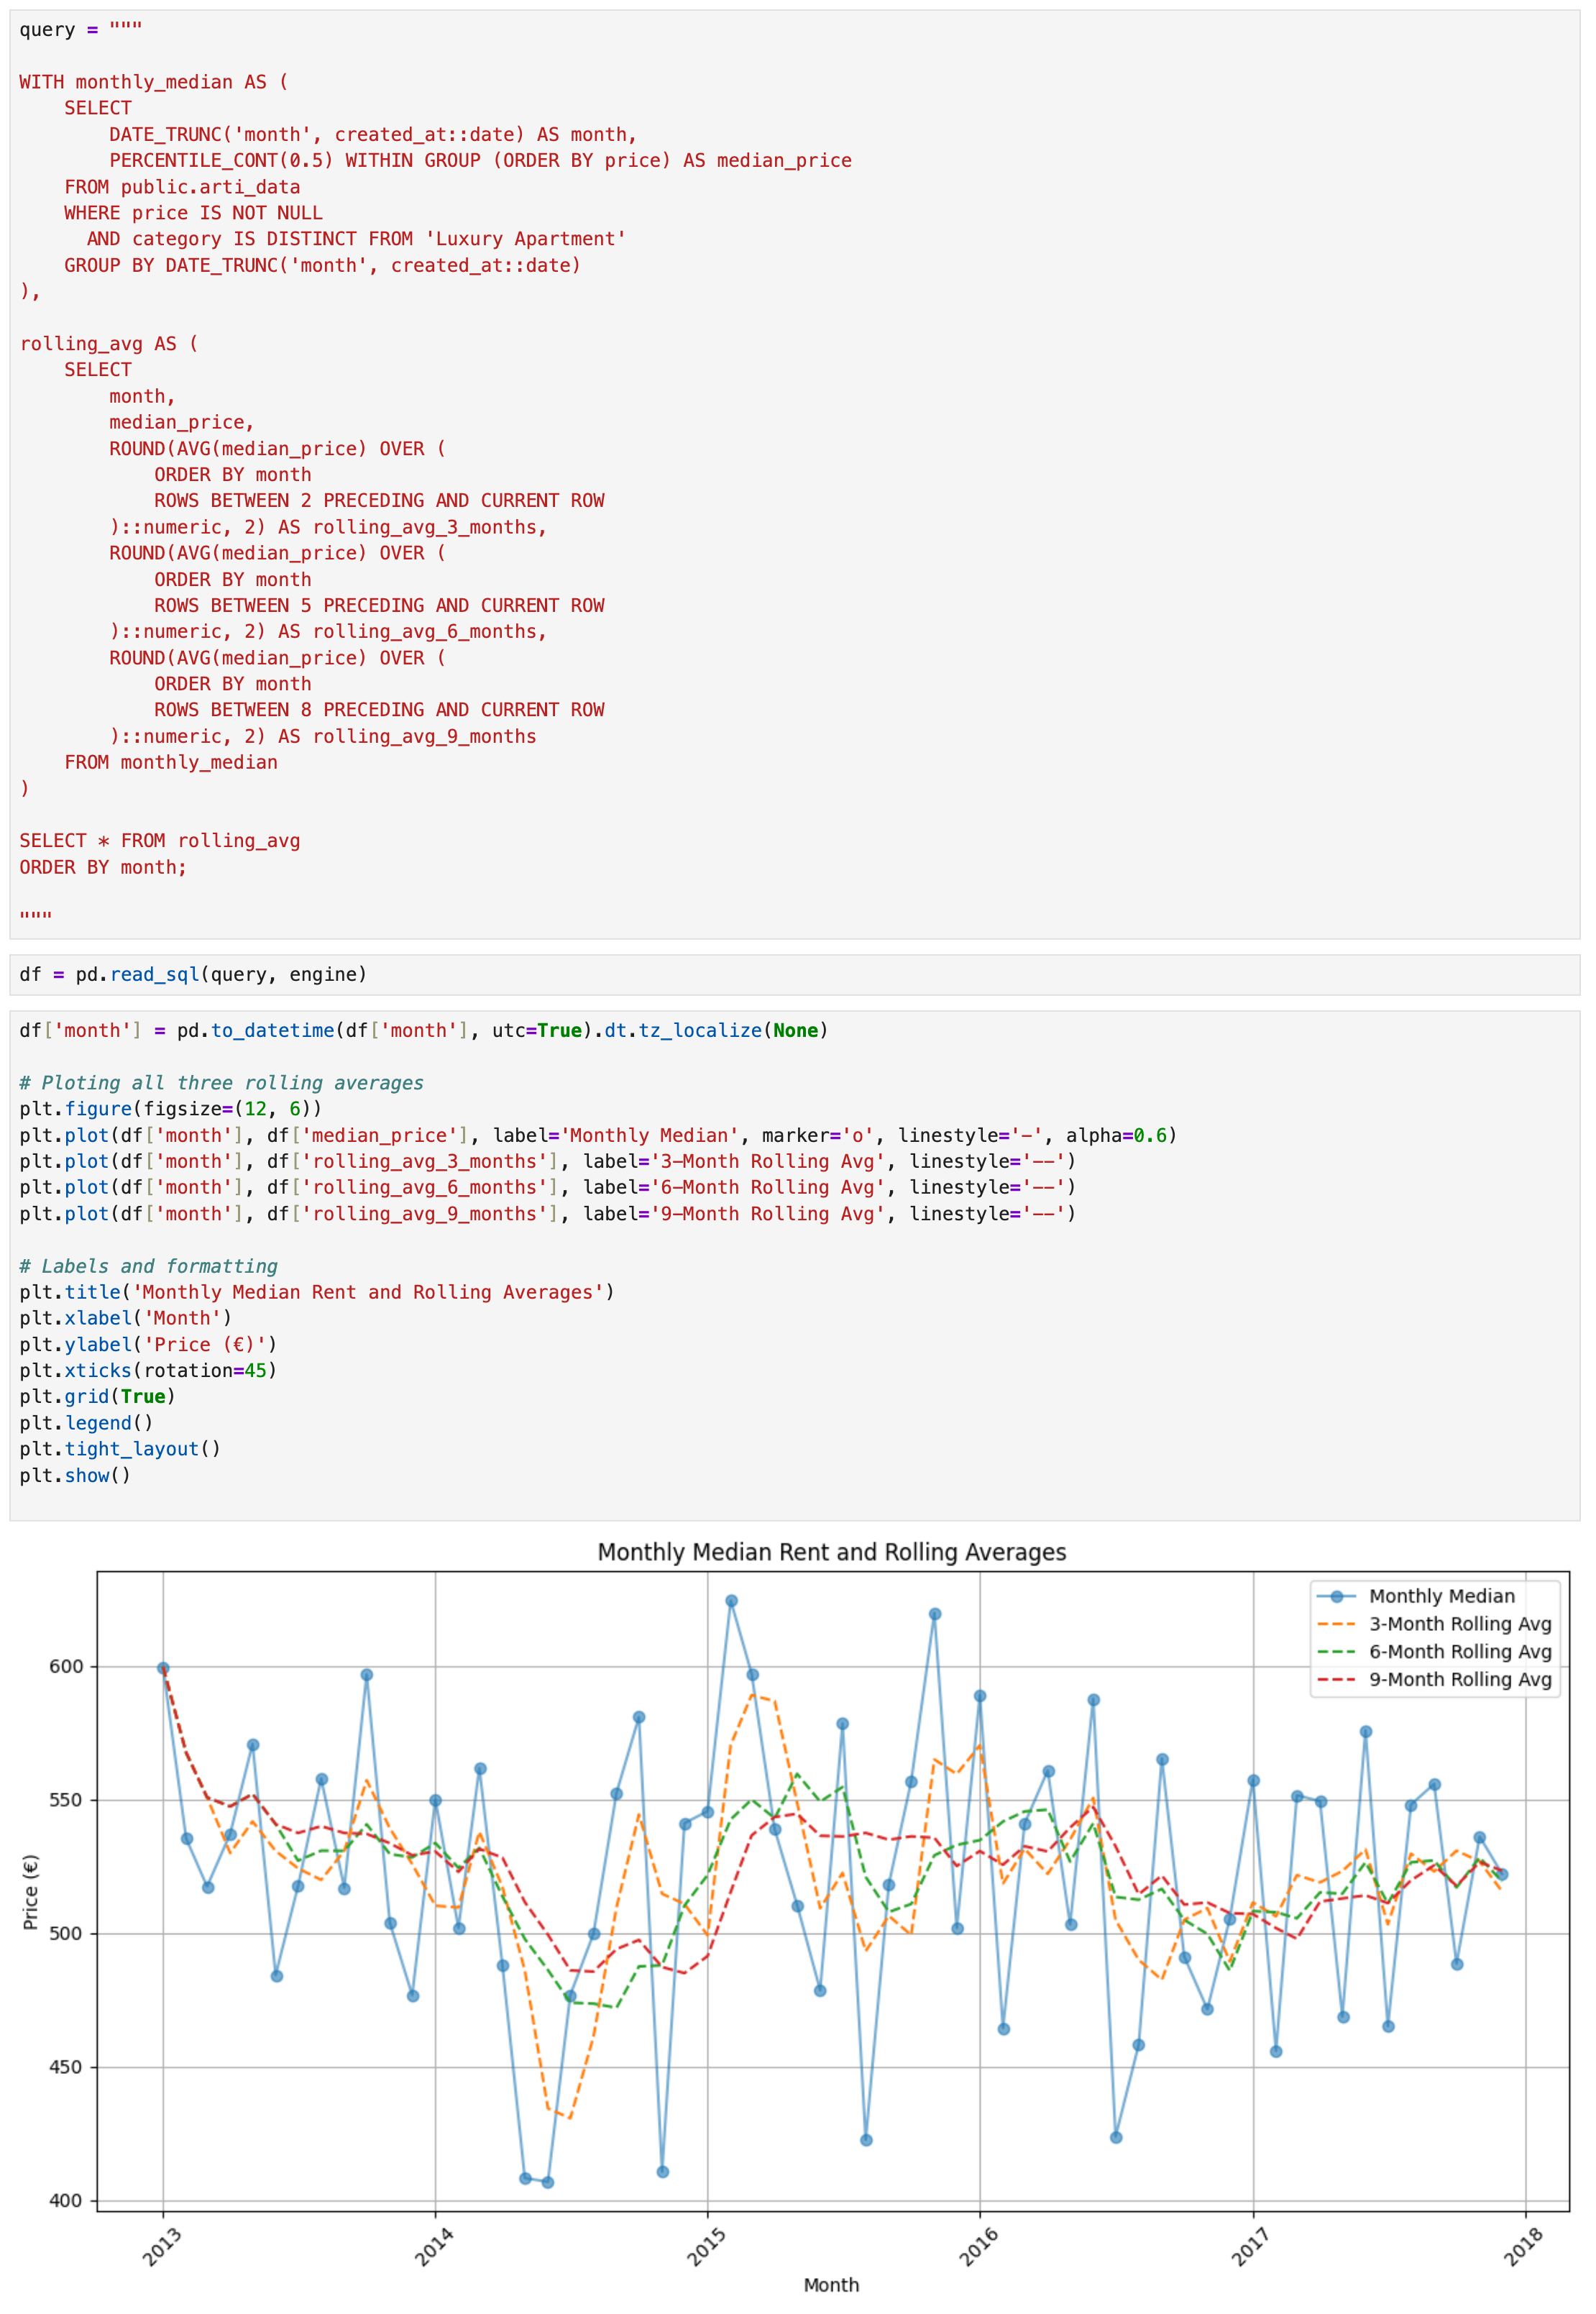 query = """
WITH monthly_median AS (
    SELECT
        DATE_TRUNC('month', created_at::date) AS month,
        PERCENTILE_CONT(0.5) WITHIN GROUP (ORDER BY price) AS median_price
    FROM public.arti_data
    WHERE price IS NOT NULL
      AND category IS DISTINCT FROM 'Luxury Apartment'
    GROUP BY DATE_TRUNC('month', created_at::date)
),
rolling_avg AS (
    SELECT
        month,
        median_price,
        ROUND(AVG(median_price) OVER (
            ORDER BY month
            ROWS BETWEEN 2 PRECEDING AND CURRENT ROW
        )::numeric, 2) AS rolling_avg_3_months,
        ROUND(AVG(median_price) OVER (
            ORDER BY month
            ROWS BETWEEN 5 PRECEDING AND CURRENT ROW
        )::numeric, 2) AS rolling_avg_6_months,
        ROUND(AVG(median_price) OVER (
            ORDER BY month
            ROWS BETWEEN 8 PRECEDING AND CURRENT ROW
        )::numeric, 2) AS rolling_avg_9_months
    FROM monthly_median
)
SELECT * FROM rolling_avg
ORDER BY month;
"""
df = pd.read_sql(query, engine)
df['month'] = pd.to_datetime(df['month'], utc=True).dt.tz_localize(None)
# Ploting all three rolling averages
plt.figure(figsize=(12, 6))
plt.plot(df['month'], df['median_price'], label='Monthly Median', marker='o', linestyle='-', alpha=0.6)
plt.plot(df['month'], df['rolling_avg_3_months'], label='3-Month Rolling Avg', linestyle='--')
plt.plot(df['month'], df['rolling_avg_6_months'], label='6-Month Rolling Avg', linestyle='--')
plt.plot(df['month'], df['rolling_avg_9_months'], label='9-Month Rolling Avg', linestyle='--')
# Labels and formatting
plt.title('Monthly Median Rent and Rolling Averages')
plt.xlabel('Month')
plt.ylabel('Price (€)')
plt.xticks(rotation=45)
plt.grid(True)
plt.legend()
plt.tight_layout()
plt.show()
Monthly Median Rent and Rolling Averages
Monthly Median
3-Month Rolling Avg
6-Month Rolling Avg
9-Month Rolling Avg
600
550
500
450
400
Price (€)
2013
2014
2015
2016
2017
2018
Month